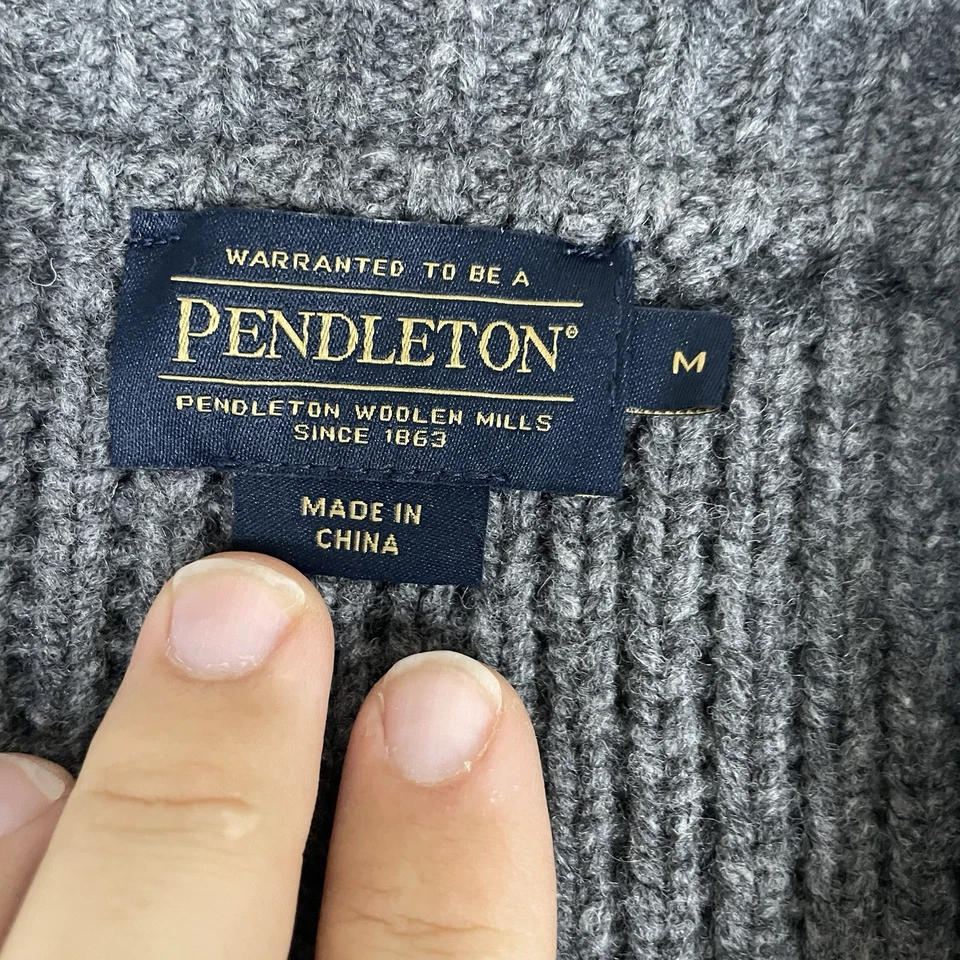 WARRANTED TO BE A
PENDLETON®
M
PENDLETON WOOLEN MILLS
SINCE 1863
MADE IN
CHINA